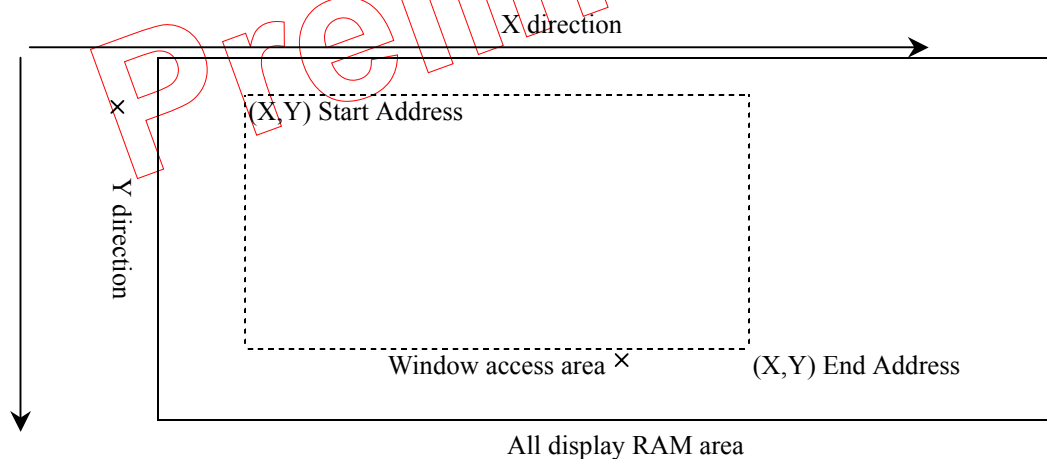 X direction
(X,Y) Start Address
Y direction
Window access area
(X,Y) End Address
All display RAM area